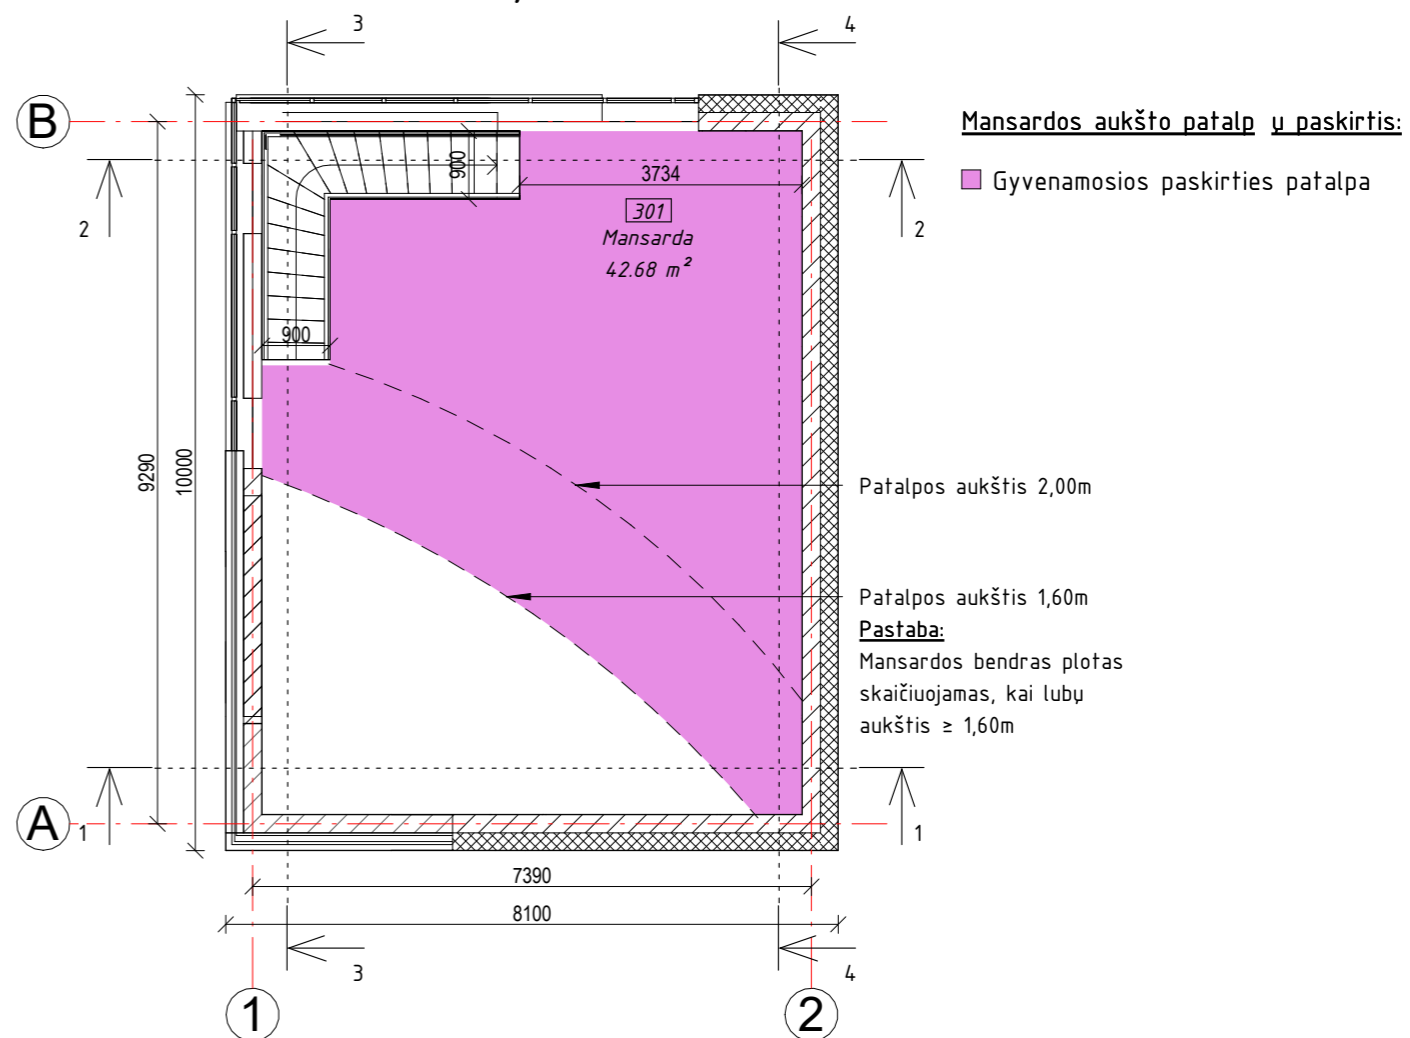 3
4
B
Mansardos aukšto patalp ų paskirtis:
Gyvenamosios paskirties patalpa
900
3734
2
2
301
Mansarda
42.68 m²
900
9290
10000
Patalpos aukštis 2,00m
Patalpos aukštis 1,60m
Pastaba:
Mansardos bendras plotas
skaičiuojamas, kai lubų
aukštis ≥ 1,60m
A
1
1
7390
8100
3
4
1
2